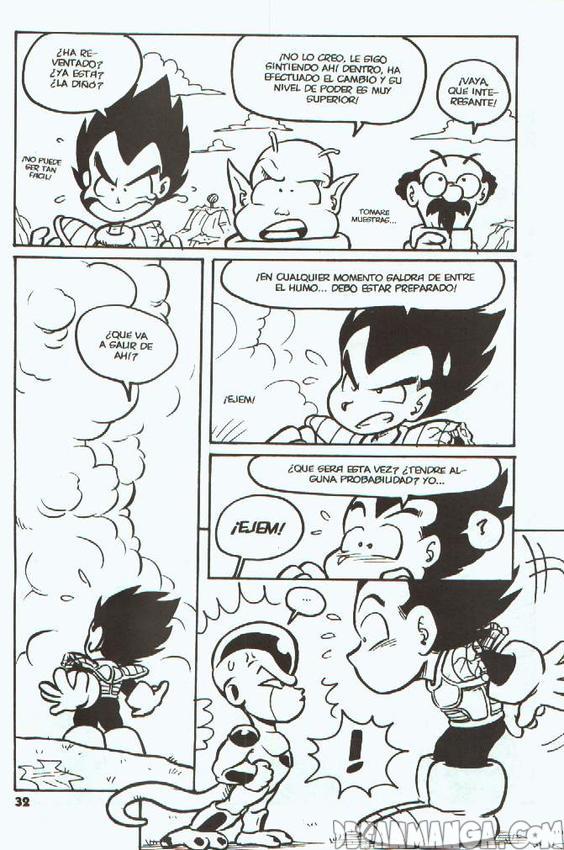 ¿HA RE-
VENTADO?
¿YA ESTÁ?
¿LA DIÑÓ?
¡NO PUEDE
SER TAN
FÁCIL!
¡NO LO CREO, LE SIGO
SINTIENDO AHÍ DENTRO, HA
EFECTUADO EL CAMBIO Y SU
NIVEL DE PODER ES MUY
SUPERIOR!
¡VAYA,
QUÉ INTE-
RESANTE!
TOMARE
MUESTRAS...
¿QUÉ VA
A SALIR DE
AHÍ?
¡EN CUALQUIER MOMENTO SALDRÁ DE ENTRE
EL HUMO... DEBO ESTAR PREPARADO!
¡EJEM!
¿QUE SERÁ ESTA VEZ? ¿TENDRE AL-
GUNA PROBABILIDAD? YO...
¡EJEM!
?
...
!
32
DBZANMANGA.COM